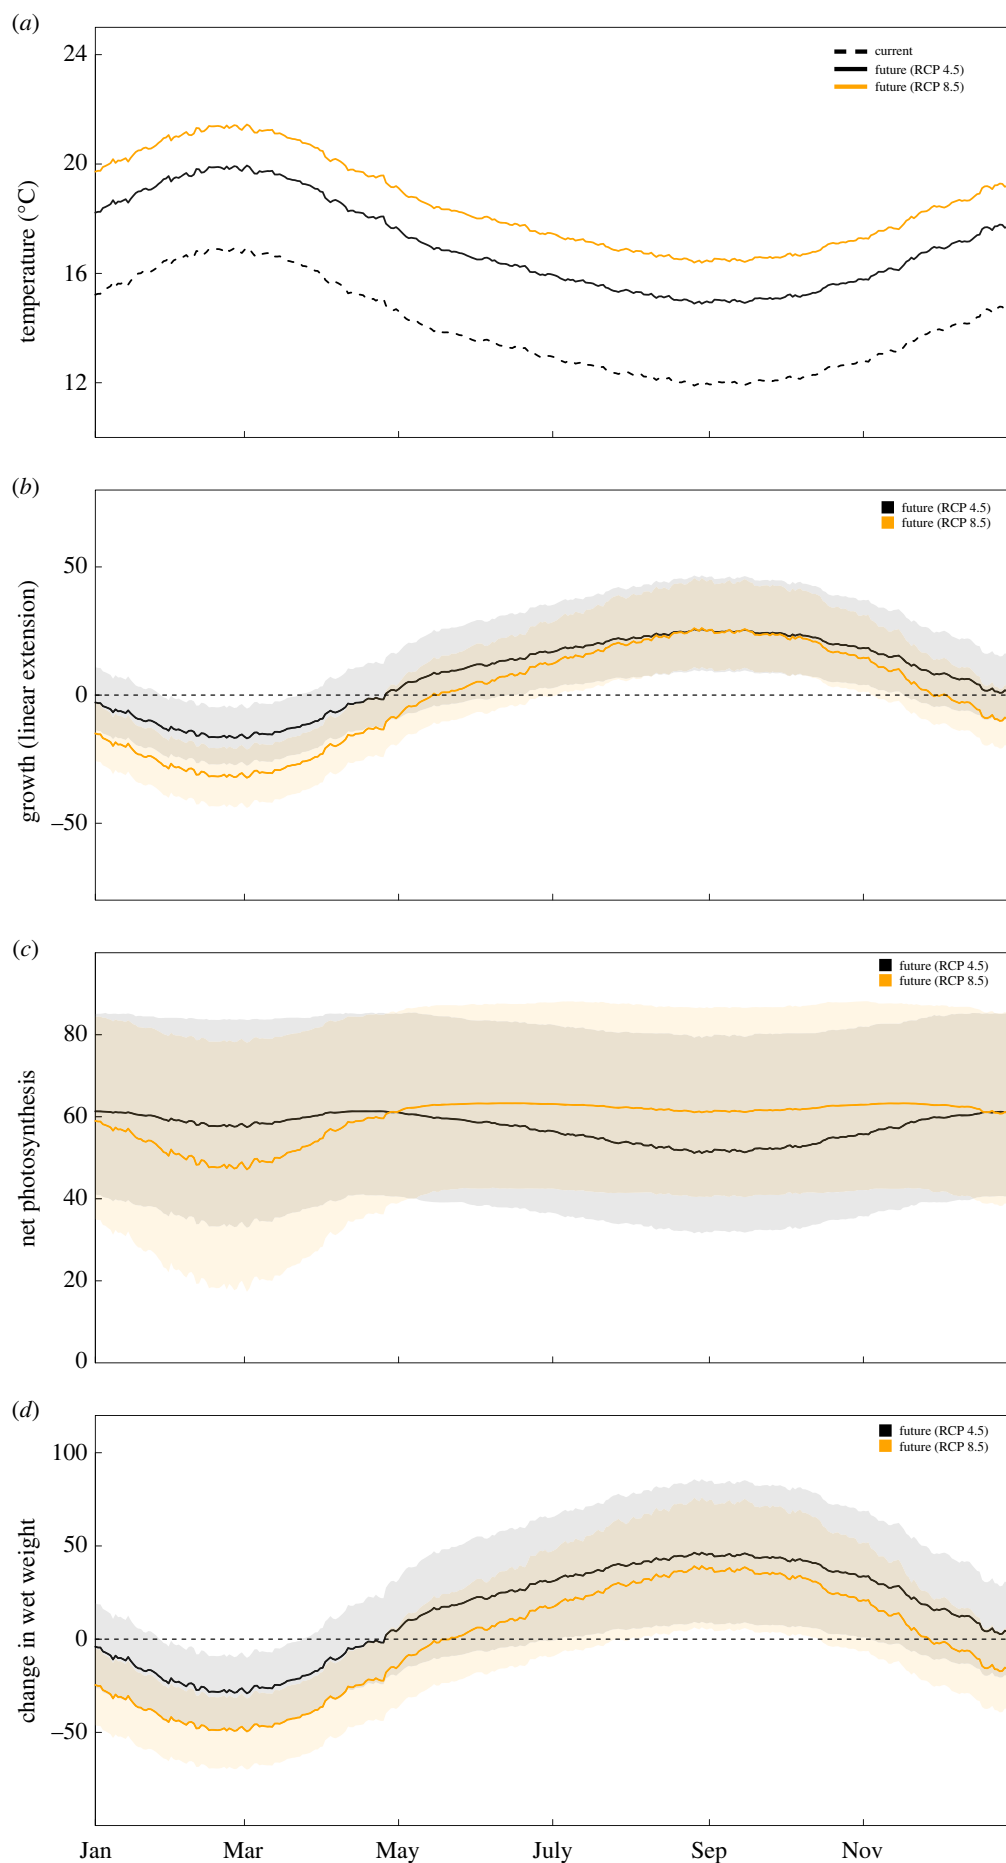 (a)
24
20
16
12
temperature (°C)
current
future (RCP 4.5)
future (RCP 8.5)
(b)
50
0
–50
growth (linear extension)
future (RCP 4.5)
future (RCP 8.5)
(c)
80
60
40
20
0
net photosynthesis
future (RCP 4.5)
future (RCP 8.5)
(d)
100
50
0
–50
change in wet weight
future (RCP 4.5)
future (RCP 8.5)
Jan Mar May July Sep Nov